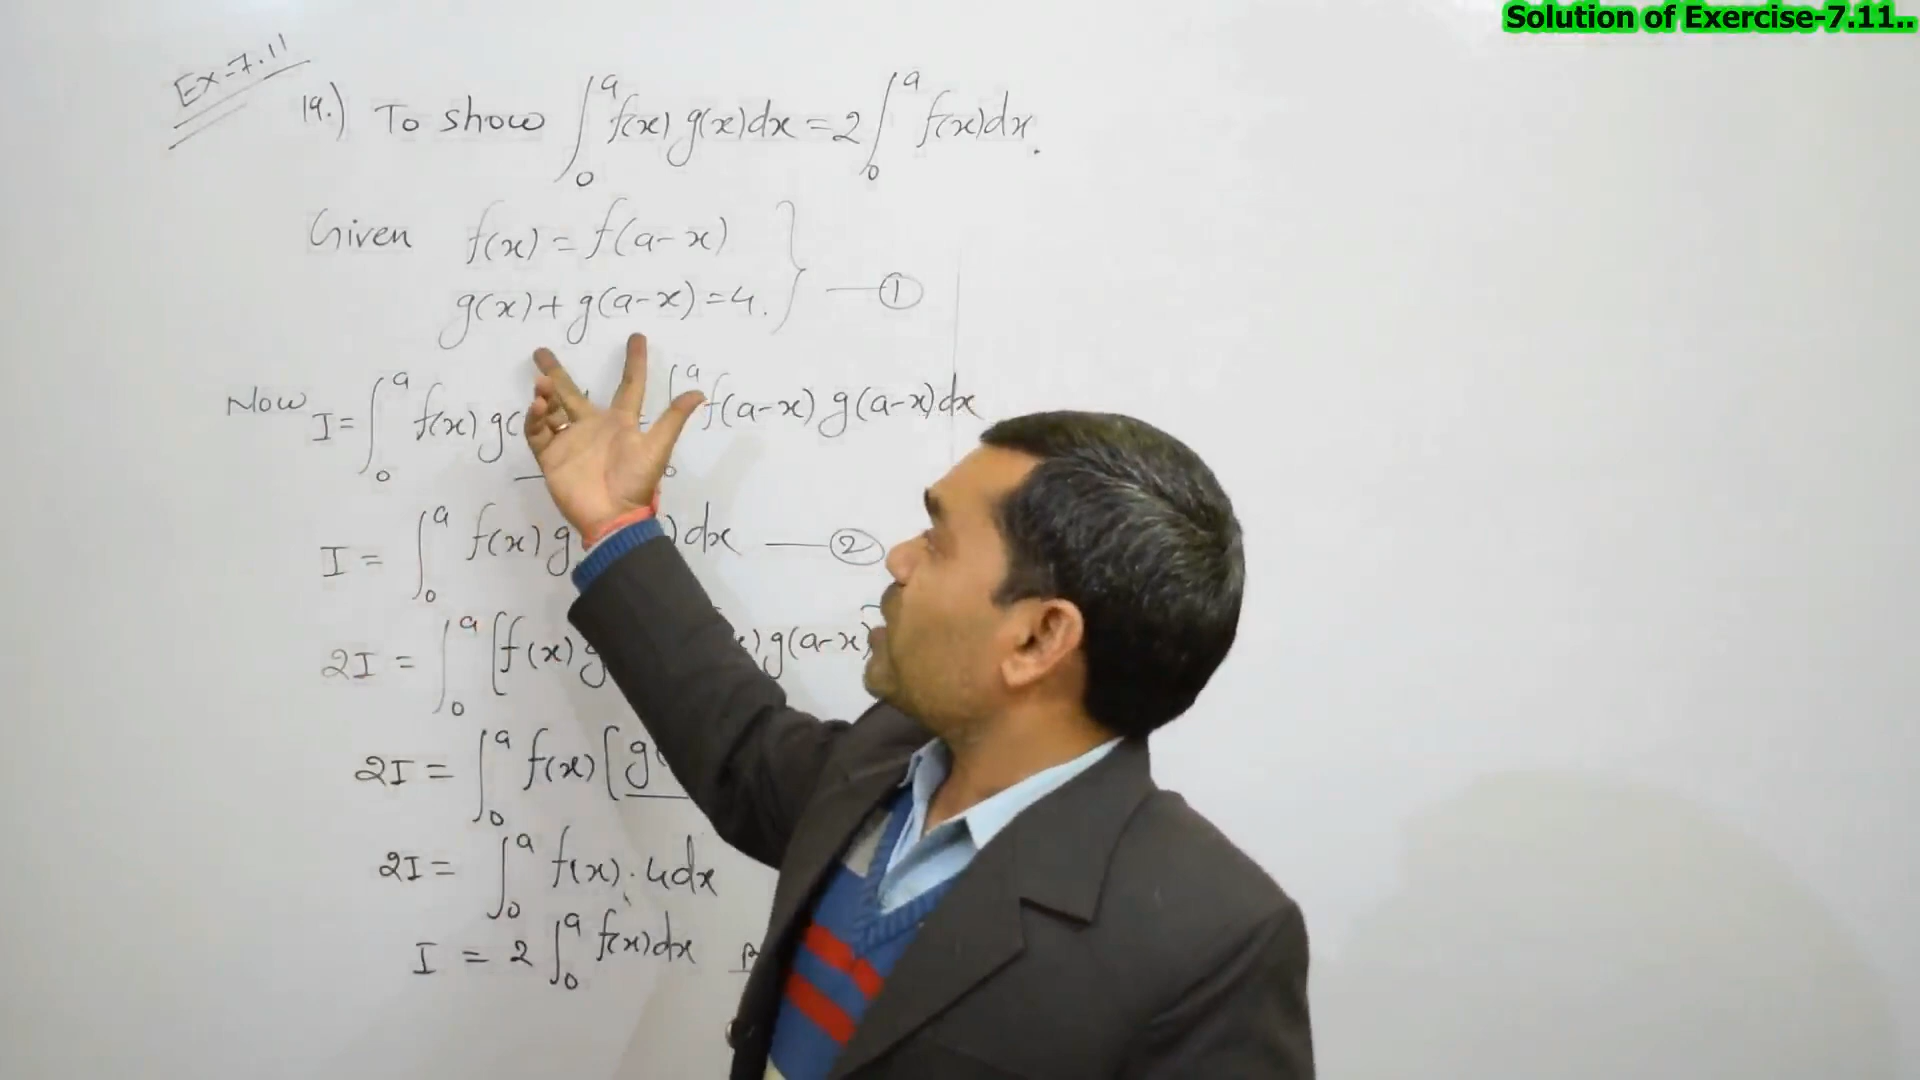 Solution of Exercise-7.11..
Ex-7.11
19.) To show ∫₀ᵃ f(x) g(x)dx = 2∫₀ᵃ f(x)dx.
Given f(x) = f(a-x)
g(x) + g(a-x) = 4. } — ①
Now I = ∫₀ᵃ f(x) g( = ∫₀ᵃ f(a-x) g(a-x)dx
I = ∫₀ᵃ f(x) g )dx — ②
2I = ∫₀ᵃ [f(x) g x) g(a-x)
2I = ∫₀ᵃ f(x) [g(
2I = ∫₀ᵃ f(x) . 4dx
I = 2 ∫₀ᵃ f(x)dx